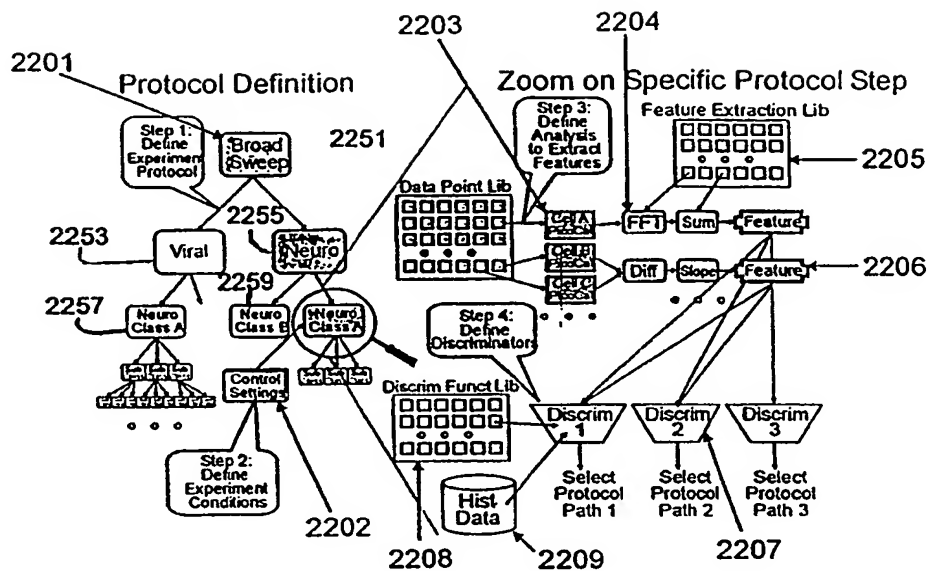 2203
2204
2201
Protocol Definition
Zoom on Specific Protocol Step
Step 1:
Define
Experiment
Protocol
Broad
Sweep
2251
Step 3:
Define
Analysis
to Extract
Features
Feature Extraction Lib
2205
2255
Data Point Lib
2253
Viral
Neuro
Cell A
FFT
Sum
Feature
2259
Cell B
2257
Neuro
Class A
Neuro
Class B
Neuro
Class A
Cell C
Diff
Slope
Feature
2206
Step 4:
Define
Discriminators
Control
Settings
Discrim Funct Lib
Discrim
1
Discrim
2
Discrim
3
Step 2:
Define
Experiment
Conditions
Hist
Data
Select
Protocol
Path 1
Select
Protocol
Path 2
Select
Protocol
Path 3
2202
2208
2209
2207